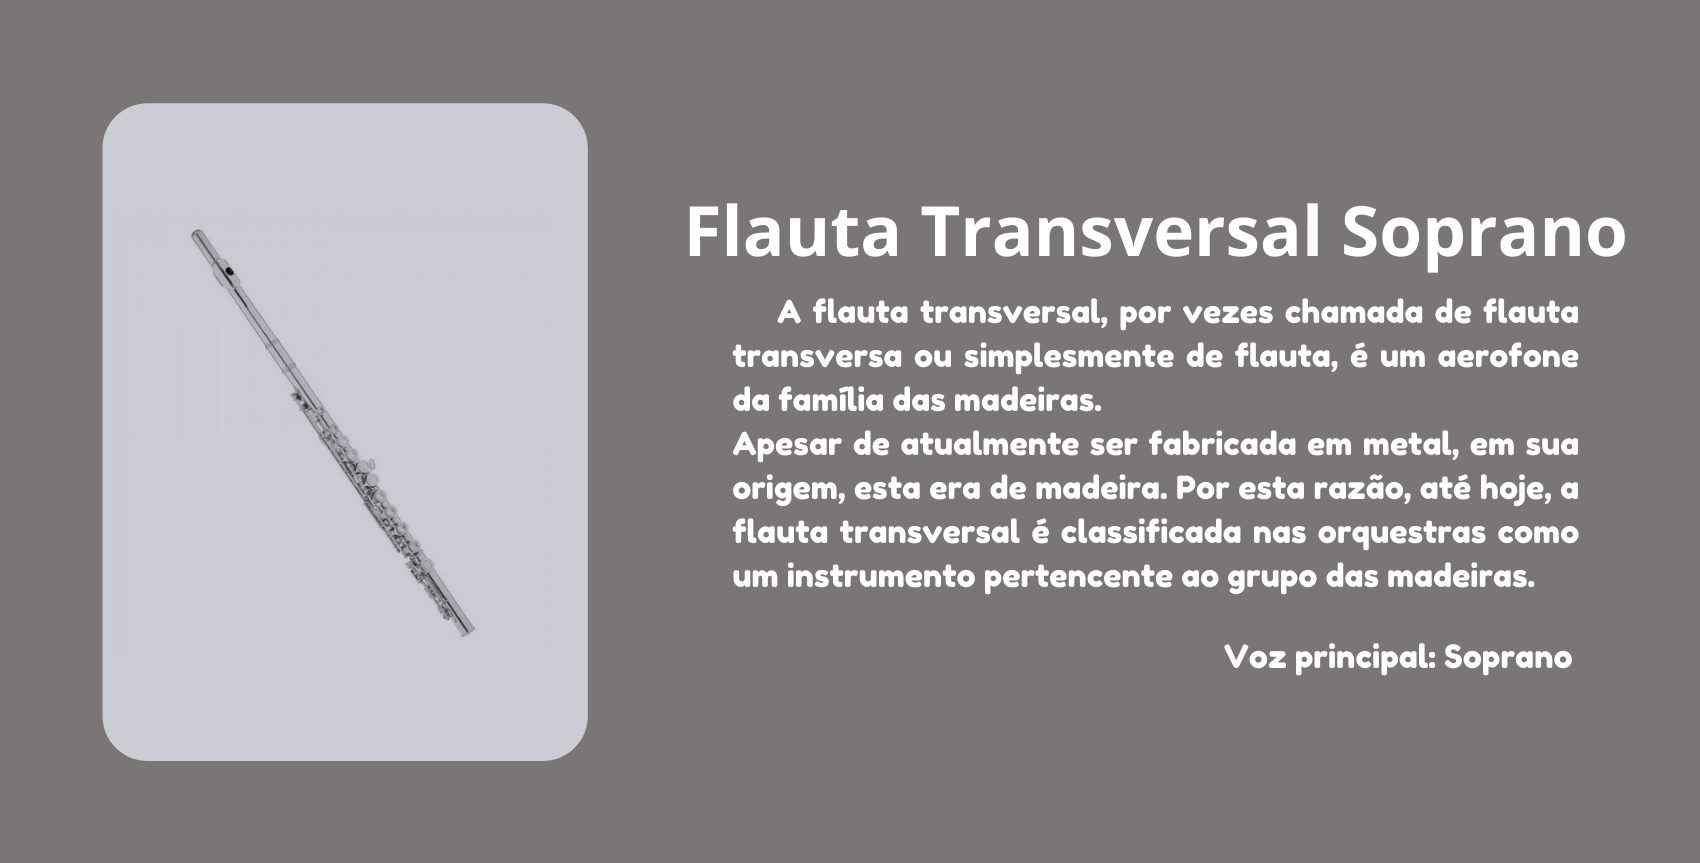 Flauta Transversal Soprano
A flauta transversal, por vezes chamada de flauta
transversa ou simplesmente de flauta, é um aerofone
da família das madeiras.
Apesar de atualmente ser fabricada em metal, em sua
origem, esta era de madeira. Por esta razão, até hoje, a
flauta transversal é classificada nas orquestras como
um instrumento pertencente ao grupo das madeiras.
Voz principal: Soprano